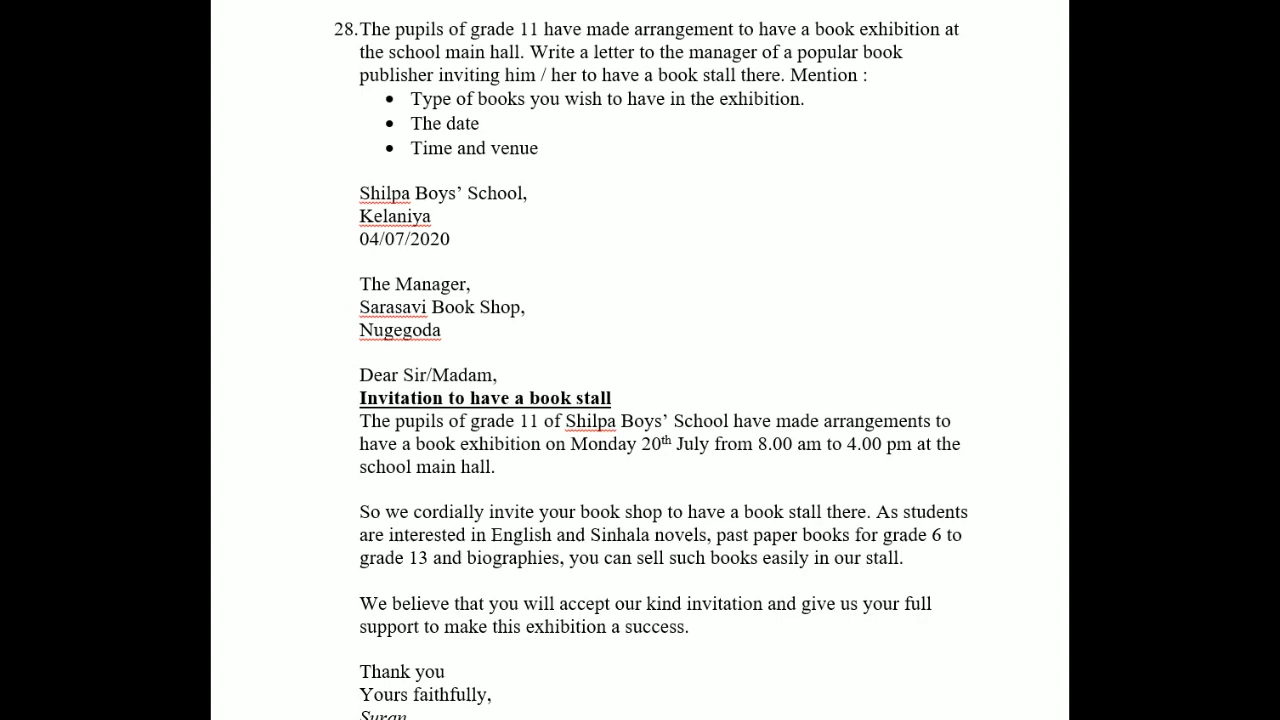 28.The pupils of grade 11 have made arrangement to have a book exhibition at
the school main hall. Write a letter to the manager of a popular book
publisher inviting him / her to have a book stall there. Mention :
• Type of books you wish to have in the exhibition.
• The date
• Time and venue
Shilpa Boys’ School,
Kelaniya
04/07/2020
The Manager,
Sarasavi Book Shop,
Nugegoda
Dear Sir/Madam,
Invitation to have a book stall
The pupils of grade 11 of Shilpa Boys’ School have made arrangements to
have a book exhibition on Monday 20th July from 8.00 am to 4.00 pm at the
school main hall.
So we cordially invite your book shop to have a book stall there. As students
are interested in English and Sinhala novels, past paper books for grade 6 to
grade 13 and biographies, you can sell such books easily in our stall.
We believe that you will accept our kind invitation and give us your full
support to make this exhibition a success.
Thank you
Yours faithfully,